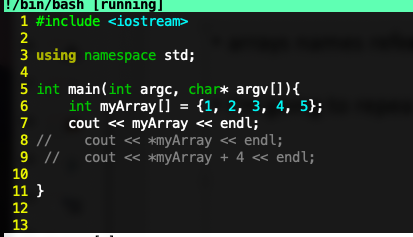 !/bin/bash [running]
1 #include <iostream>
2
3 using namespace std;
4
5 int main(int argc, char* argv[]){
6     int myArray[] = {1, 2, 3, 4, 5};
7     cout << myArray << endl;
8 //    cout << *myArray << endl;
9  //   cout << *myArray + 4 << endl;
10
11 }
12
13